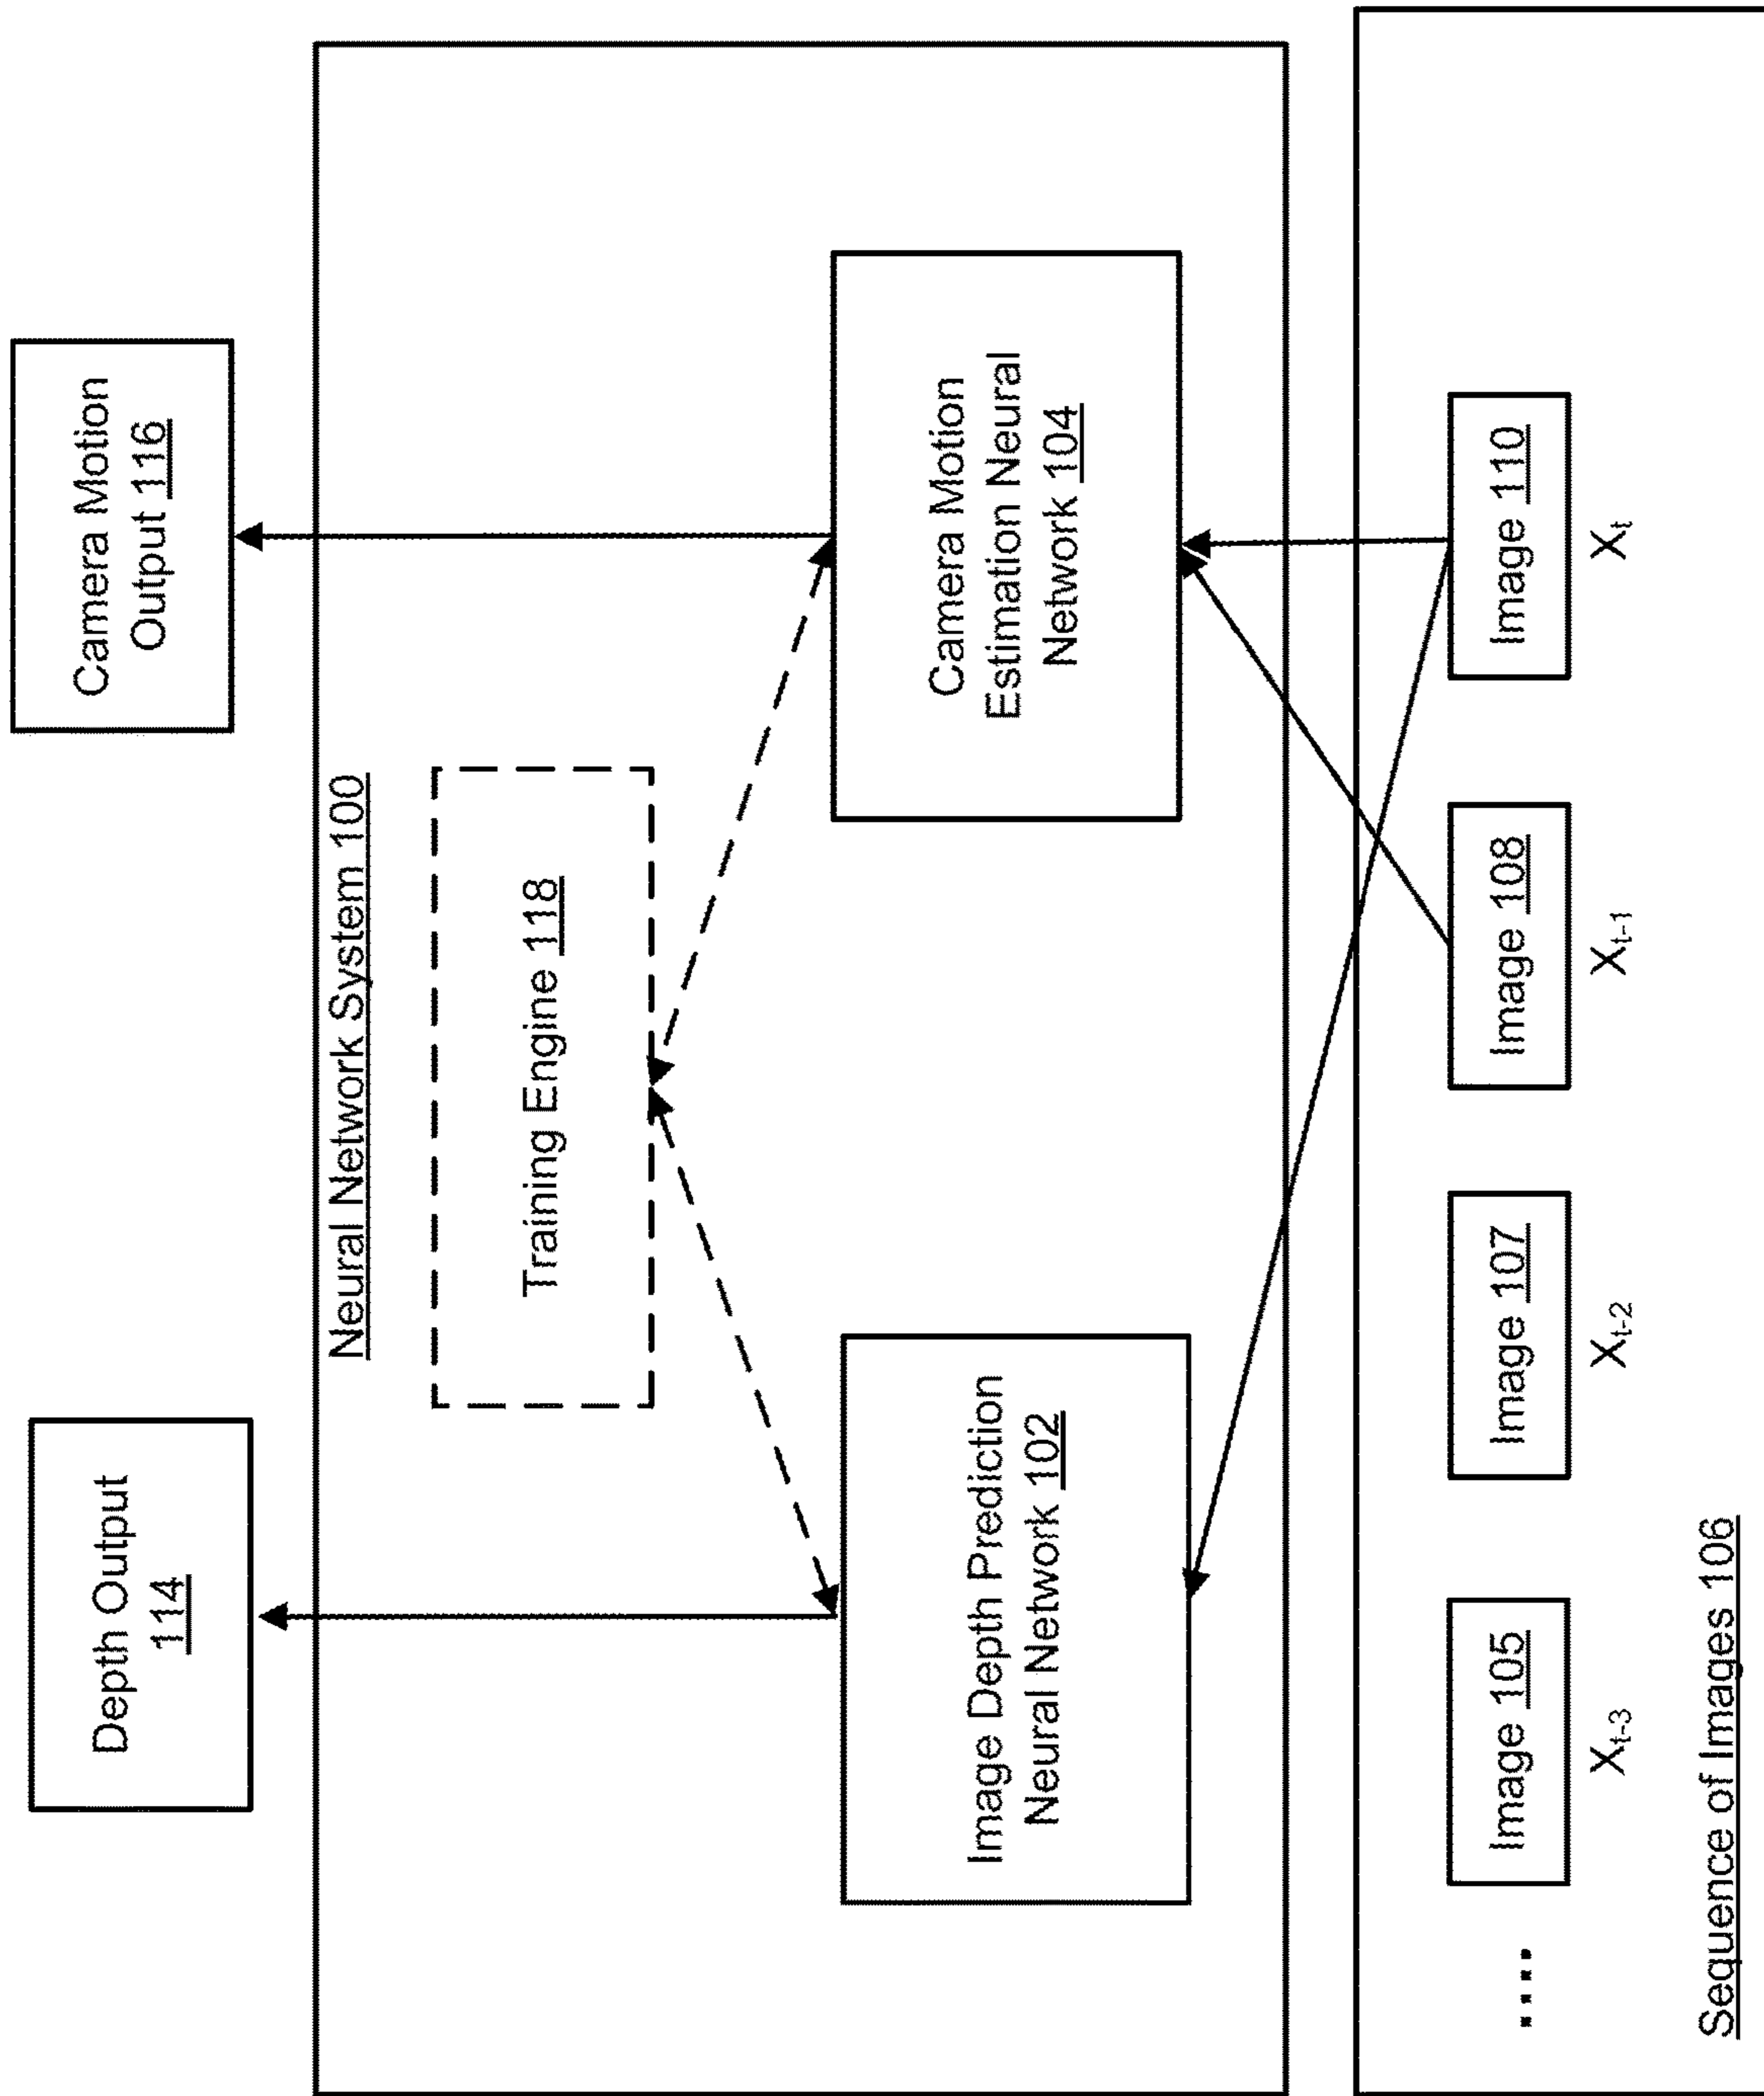 Depth Output
114
Camera Motion
Output 116
Neural Network System 100
Training Engine 118
Image Depth Prediction
Neural Network 102
Camera Motion
Estimation Neural
Network 104
.....
Image 105
Image 107
Image 108
Image 110
Xt-3
Xt-2
Xt-1
Xt
Sequence of Images 106